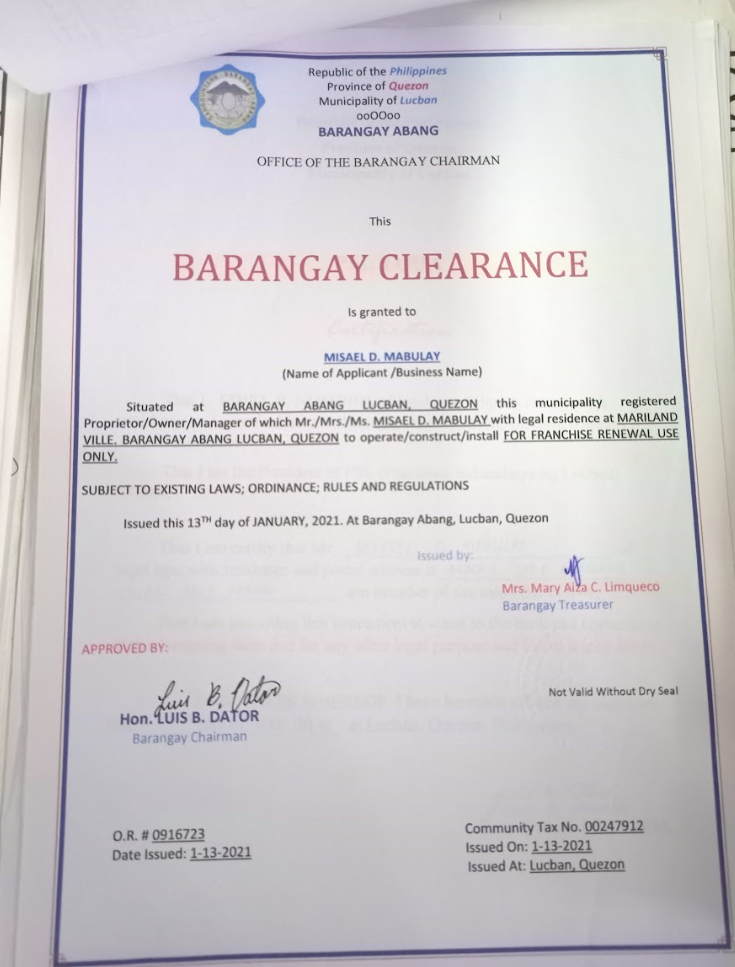 Republic of the Philippines
Province of Quezon
Municipality of Lucban
ooOOoo
BARANGAY ABANG
OFFICE OF THE BARANGAY CHAIRMAN
This
BARANGAY CLEARANCE
Is granted to
MISAEL D. MABULAY
(Name of Applicant /Business Name)
Situated at BARANGAY ABANG LUCBAN, QUEZON this municipality registered
Proprietor/Owner/Manager of which Mr./Mrs./Ms. MISAEL D. MABULAY with legal residence at MARILAND
VILLE. BARANGAY ABANG LUCBAN, QUEZON to operate/construct/install FOR FRANCHISE RENEWAL USE
ONLY.
SUBJECT TO EXISTING LAWS; ORDINANCE; RULES AND REGULATIONS
Issued this 13TH day of JANUARY, 2021. At Barangay Abang, Lucban, Quezon
Issued by:
Mrs. Mary Aiza C. Limqueco
Barangay Treasurer
APPROVED BY:
Not Valid Without Dry Seal
Luis B. Dator
Hon. LUIS B. DATOR
Barangay Chairman
O.R. # 0916723
Date Issued: 1-13-2021
Community Tax No. 00247912
Issued On: 1-13-2021
Issued At: Lucban, Quezon